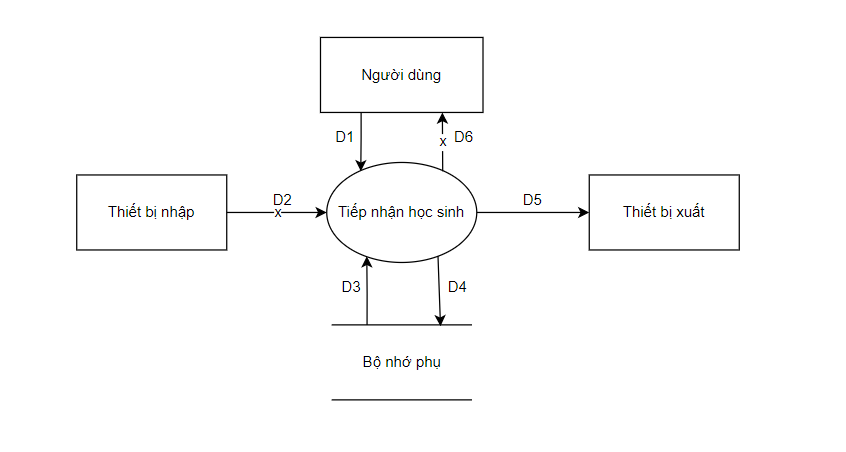 Người dùng
D1
x
D6
Thiết bị nhập
D2
x
Tiếp nhận học sinh
D5
Thiết bị xuất
D3
D4
Bộ nhớ phụ